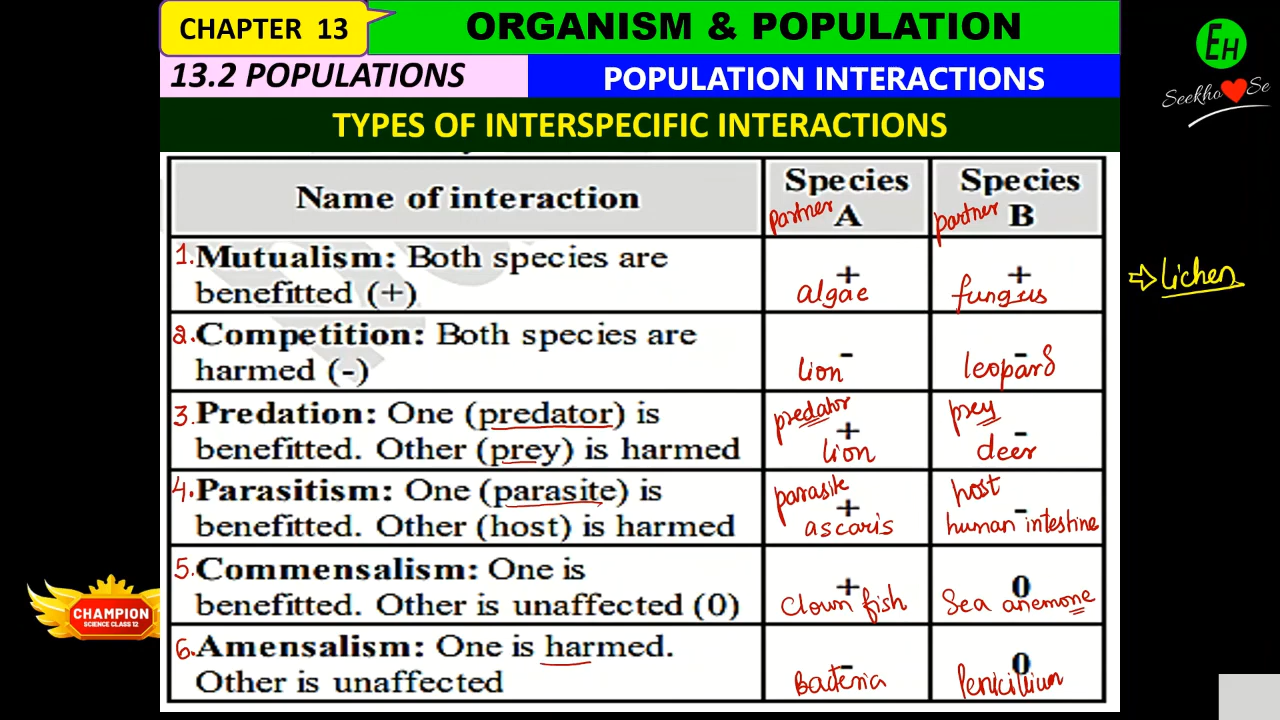 CHAPTER 13
ORGANISM & POPULATION
EH
Seekho ❤ Se
13.2 POPULATIONS
POPULATION INTERACTIONS
TYPES OF INTERSPECIFIC INTERACTIONS
Name of interaction
Species
partner A
Species
partner B
1. Mutualism: Both species are
benefitted (+)
+
algae
+
fungus
⇒ lichen
2. Competition: Both species are
harmed (-)
-
lion
-
leopard
3. Predation: One (predator) is
benefitted. Other (prey) is harmed
predator
+
lion
prey
-
deer
4. Parasitism: One (parasite) is
benefitted. Other (host) is harmed
parasite
+
ascaris
host
-
human intestine
5. Commensalism: One is
benefitted. Other is unaffected (0)
+
Clown fish
0
Sea anemone
6. Amensalism: One is harmed.
Other is unaffected
-
Bacteria
0
Penicillium
CHAMPION
SCIENCE CLASS 12